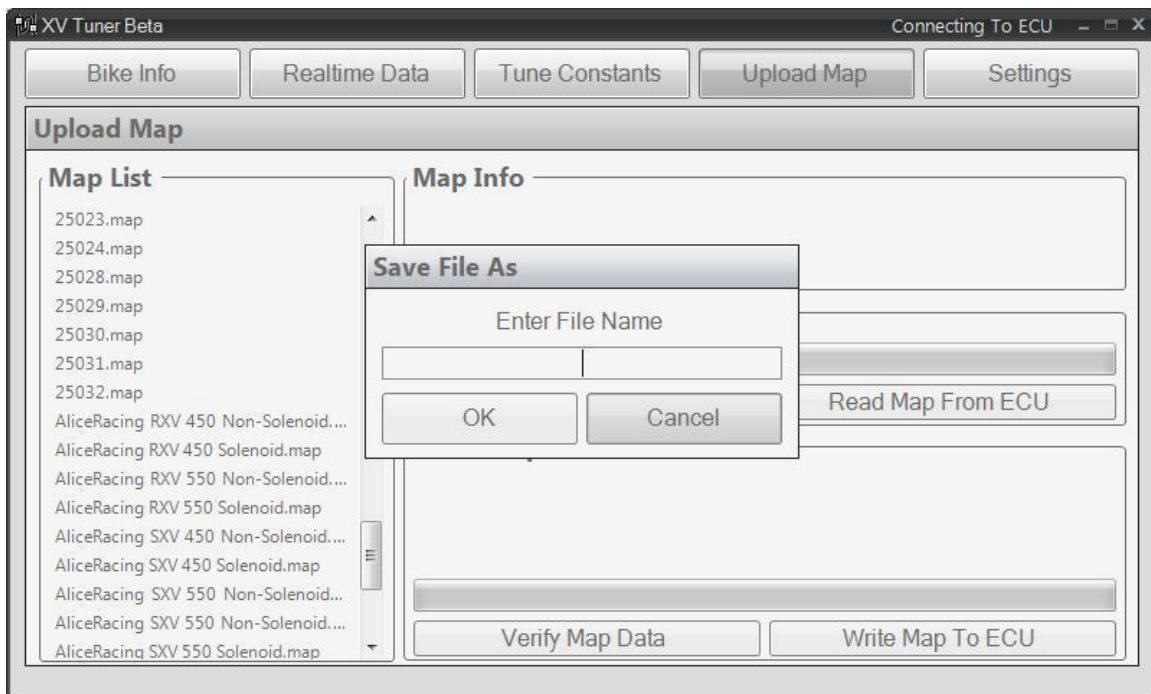 XV Tuner Beta
Connecting To ECU
Bike Info
Realtime Data
Tune Constants
Upload Map
Settings
Upload Map
Map List
25023.map
25024.map
25028.map
25029.map
25030.map
25031.map
25032.map
AliceRacing RXV 450 Non-Solenoid....
AliceRacing RXV 450 Solenoid.map
AliceRacing RXV 550 Non-Solenoid....
AliceRacing RXV 550 Solenoid.map
AliceRacing SXV 450 Non-Solenoid....
AliceRacing SXV 450 Solenoid.map
AliceRacing SXV 550 Non-Solenoid...
AliceRacing SXV 550 Non-Solenoid....
AliceRacing SXV 550 Solenoid.map
Map Info
Save File As
Enter File Name
OK
Cancel
Read Map From ECU
Verify Map Data
Write Map To ECU